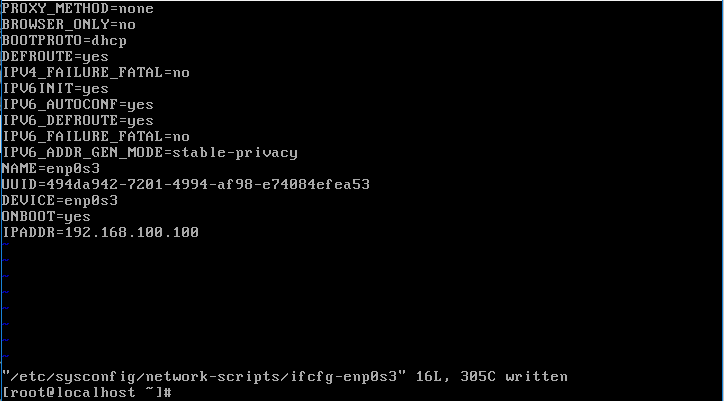 PROXY_METHOD=none
BROWSER_ONLY=no
BOOTPROTO=dhcp
DEFROUTE=yes
IPV4_FAILURE_FATAL=no
IPV6INIT=yes
IPV6_AUTOCONF=yes
IPV6_DEFROUTE=yes
IPV6_FAILURE_FATAL=no
IPV6_ADDR_GEN_MODE=stable-privacy
NAME=enp0s3
UUID=494da942-7201-4994-af98-e74084efea53
DEVICE=enp0s3
ONBOOT=yes
IPADDR=192.168.100.100
~
~
~
~
~
~
~
~
"/etc/sysconfig/network-scripts/ifcfg-enp0s3" 16L, 305C written
[root@localhost ~]#